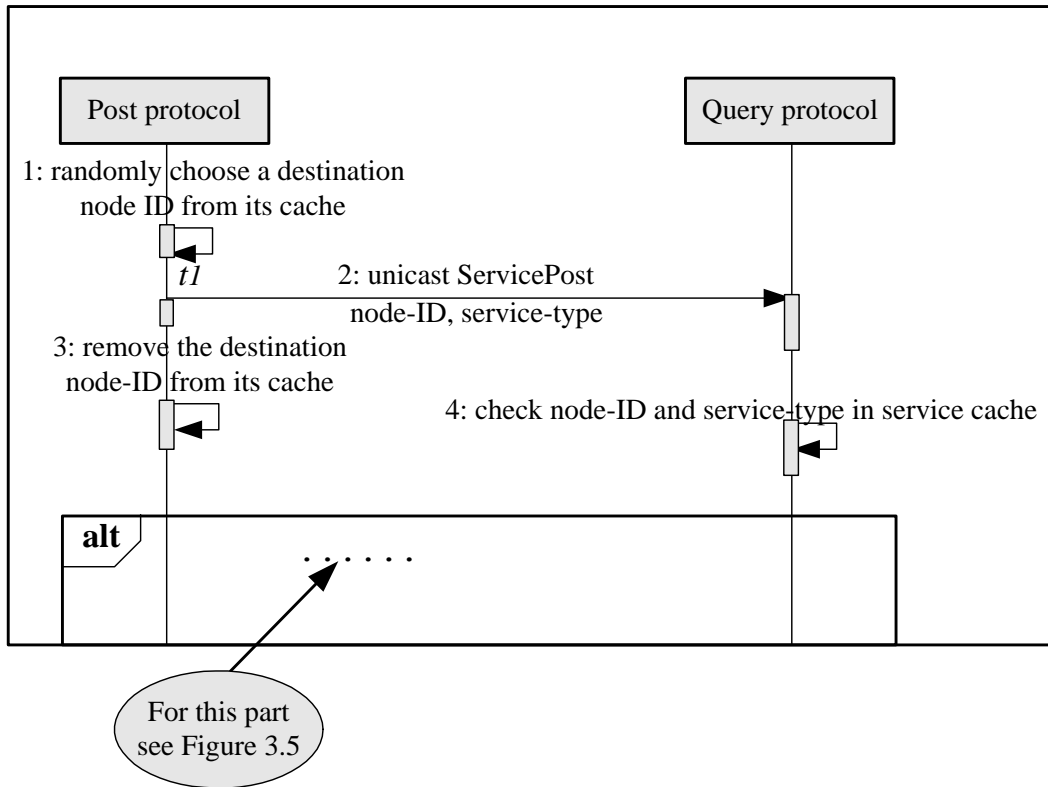 Post protocol
Query protocol
1: randomly choose a destination
node ID from its cache
t1
2: unicast ServicePost
node-ID, service-type
3: remove the destination
node-ID from its cache
4: check node-ID and service-type in service cache
alt
. . . . . .
For this part
see Figure 3.5